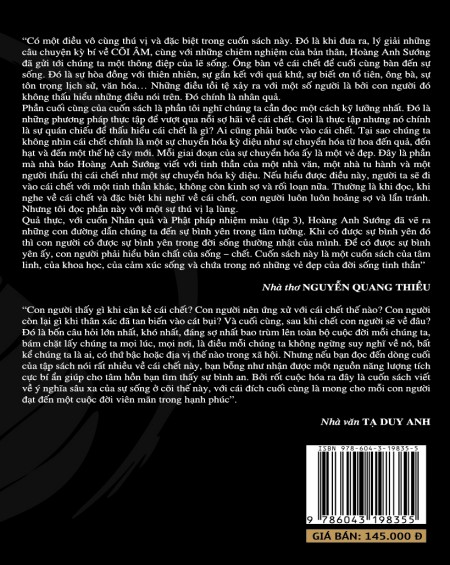 “Có một điều vô cùng thú vị và đặc biệt trong cuốn sách này. Đó là khi đưa ra, lý giải những
câu chuyện kỳ bí về CÕI ÂM, cùng với những chiêm nghiệm của bản thân, Hoàng Anh Sướng
đã gửi tới chúng ta một thông điệp của lẽ sống. Ông bàn về cái chết để cuối cùng bàn đến sự
sống. Đó là sự hòa đồng với thiên nhiên, sự gắn kết với quá khứ, sự biết ơn tổ tiên, ông bà, sự
tôn trọng lịch sử, văn hóa... Những điều tồi tệ xảy ra với một số người là bởi con người đó
không thấu hiểu những điều nói trên. Đó chính là nhân quả.
Phần cuối cùng của cuốn sách là phần tôi nghĩ chúng ta cần đọc một cách kỹ lưỡng nhất. Đó là
những phương pháp thực tập để vượt qua nỗi sợ hãi về cái chết. Gọi là thực tập nhưng nó chính
là sự quán chiếu để thấu hiểu cái chết là gì? Ai cũng phải bước vào cái chết. Tại sao chúng ta
không nhìn cái chết chính là một sự chuyển hóa kỳ diệu như sự chuyển hóa từ hoa đến quả, đến
hạt và đến một thế hệ cây mới. Mỗi giai đoạn của sự chuyển hóa ấy là một vẻ đẹp. Đây là phần
mà nhà báo Hoàng Anh Sướng viết với tinh thần của một nhà văn, một nhà tu hành và một
người thấu thị cái chết như một sự chuyển hóa kỳ diệu. Nếu hiểu được điều này, người ta sẽ đi
vào cái chết với một tinh thần khác, không còn kinh sợ và rối loạn nữa. Thường là khi đọc, khi
nghe về cái chết và đặc biệt khi nghĩ về cái chết, con người luôn luôn hoảng sợ và lẩn tránh.
Nhưng tôi đọc phần này với một sự thú vị lạ lùng.
Quả thực, với cuốn Nhân Quả và Phật pháp nhiệm màu (tập 3), Hoàng Anh Sướng đã vẽ ra
những con đường dẫn chúng ta đến sự bình yên trong tâm tưởng. Khi có được sự bình yên đó
thì con người có được sự bình yên trong đời sống thường nhật của mình. Để có được sự bình
yên ấy, con người phải hiểu bản chất của sống – chết. Cuốn sách này là một cuốn sách của tâm
linh, của khoa học, của cảm xúc sống và chứa trong nó những vẻ đẹp của đời sống tinh thần”
Nhà thơ NGUYỄN QUANG THIỀU
“Con người thấy gì khi cận kề cái chết? Con người nên ứng xử với cái chết thế nào? Con người
còn lại gì khi thân xác đã tan biến vào cát bụi? Và cuối cùng, sau khi chết con người sẽ về đâu?
Đó là bốn câu hỏi lớn nhất, khó nhất, đáng sợ nhất bao trùm lên toàn bộ cuộc đời mỗi chúng ta,
bám chặt lấy chúng ta mọi lúc, mọi nơi, là điều mỗi chúng ta không ngừng suy nghĩ về nó, bất
kể chúng ta là ai, có thứ bậc hoặc địa vị thế nào trong xã hội. Nhưng nếu bạn đọc đến dòng cuối
của tập sách nói rất nhiều về cái chết này, bạn bỗng như nhận được một nguồn năng lượng tích
cực bí ẩn giúp cho tâm hồn bạn tìm thấy sự bình an. Bởi rốt cuộc hóa ra đây là cuốn sách viết
về ý nghĩa sâu xa của sự sống ở cõi thế này, với cái đích cuối cùng là mong cho mỗi con người
đạt đến một cuộc đời viên mãn trong hạnh phúc”.
Nhà văn TẠ DUY ANH
ISBN 978-604-3-19835-5
9 786043 198355
GIÁ BÁN: 145.000 Đ